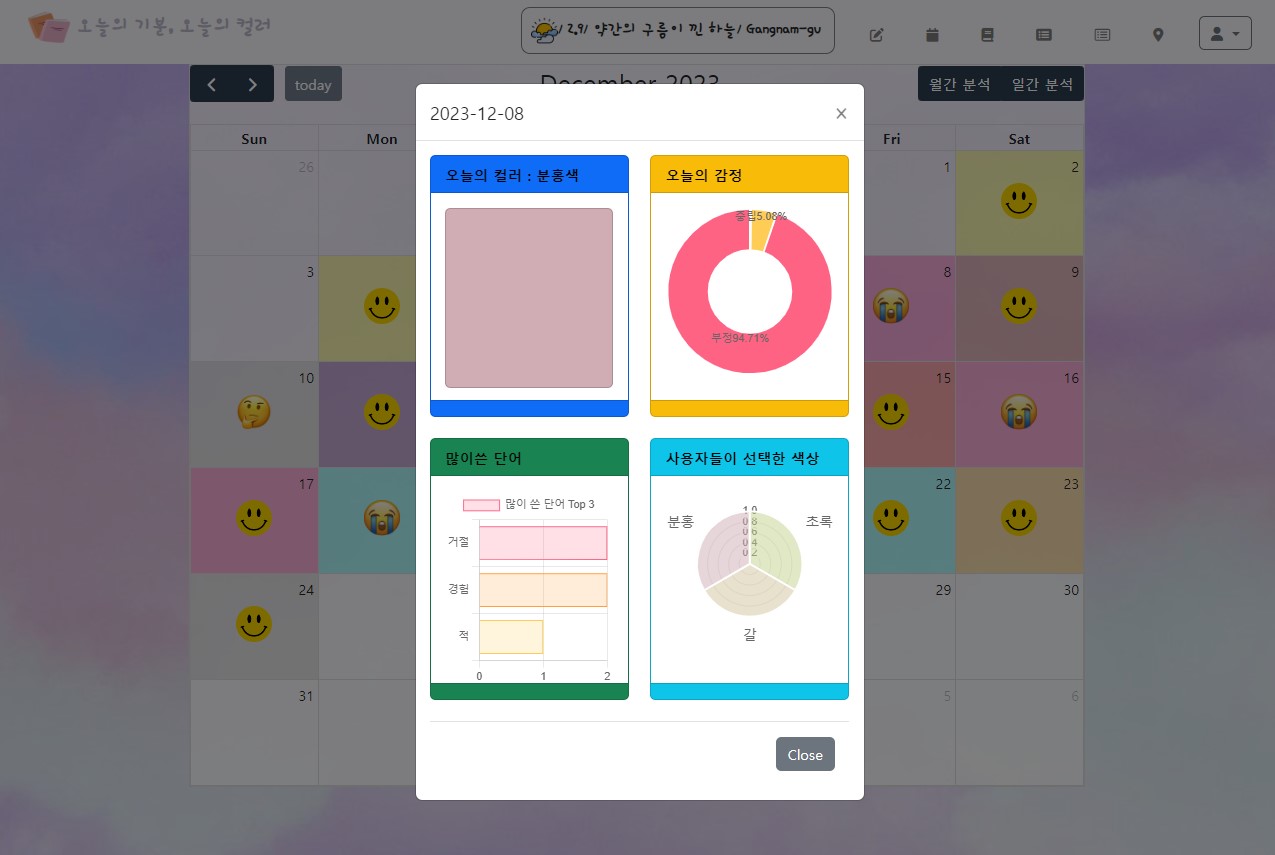 오늘의 기분, 오늘의 컬러
/ 2.9/ 약간의 구름이 낀 하늘/ Gangnam-gu
today
December 2023
월간 분석
일간 분석
Sun
Mon
Fri
Sat
26
1
2
3
8
9
10
15
16
17
22
23
24
29
30
31
5
6
2023-12-08
×
오늘의 컬러 : 분홍색
오늘의 감정
중립5.08%
부정94.71%
많이쓴 단어
많이 쓴 단어 Top 3
거절
경험
적
0 1 2
사용자들이 선택한 색상
분홍
초록
1.0
0.8
0.6
0.4
0.2
갈
Close